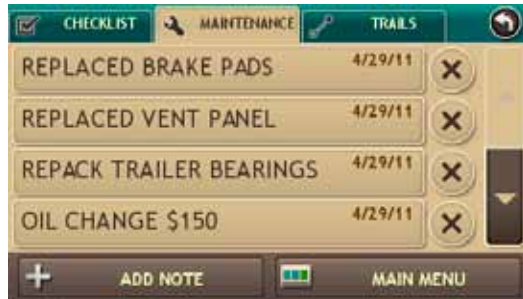 CHECKLIST MAINTENANCE TRAILS
REPLACED BRAKE PADS 4/29/11
REPLACED VENT PANEL 4/29/11
REPACK TRAILER BEARINGS 4/29/11
OIL CHANGE $150 4/29/11
ADD NOTE MAIN MENU